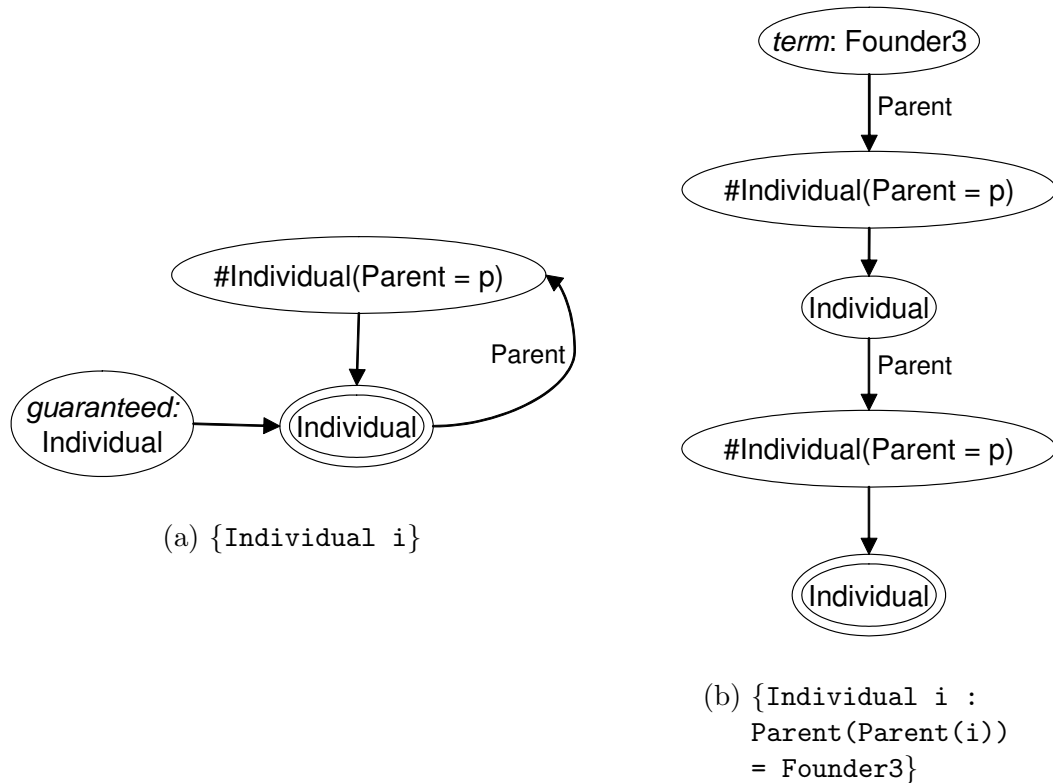 #Individual(Parent = p)
Parent
guaranteed:
Individual
Individual
(a) {Individual i}
term: Founder3
Parent
#Individual(Parent = p)
Individual
Parent
#Individual(Parent = p)
Individual
(b) {Individual i :
Parent(Parent(i))
= Founder3}